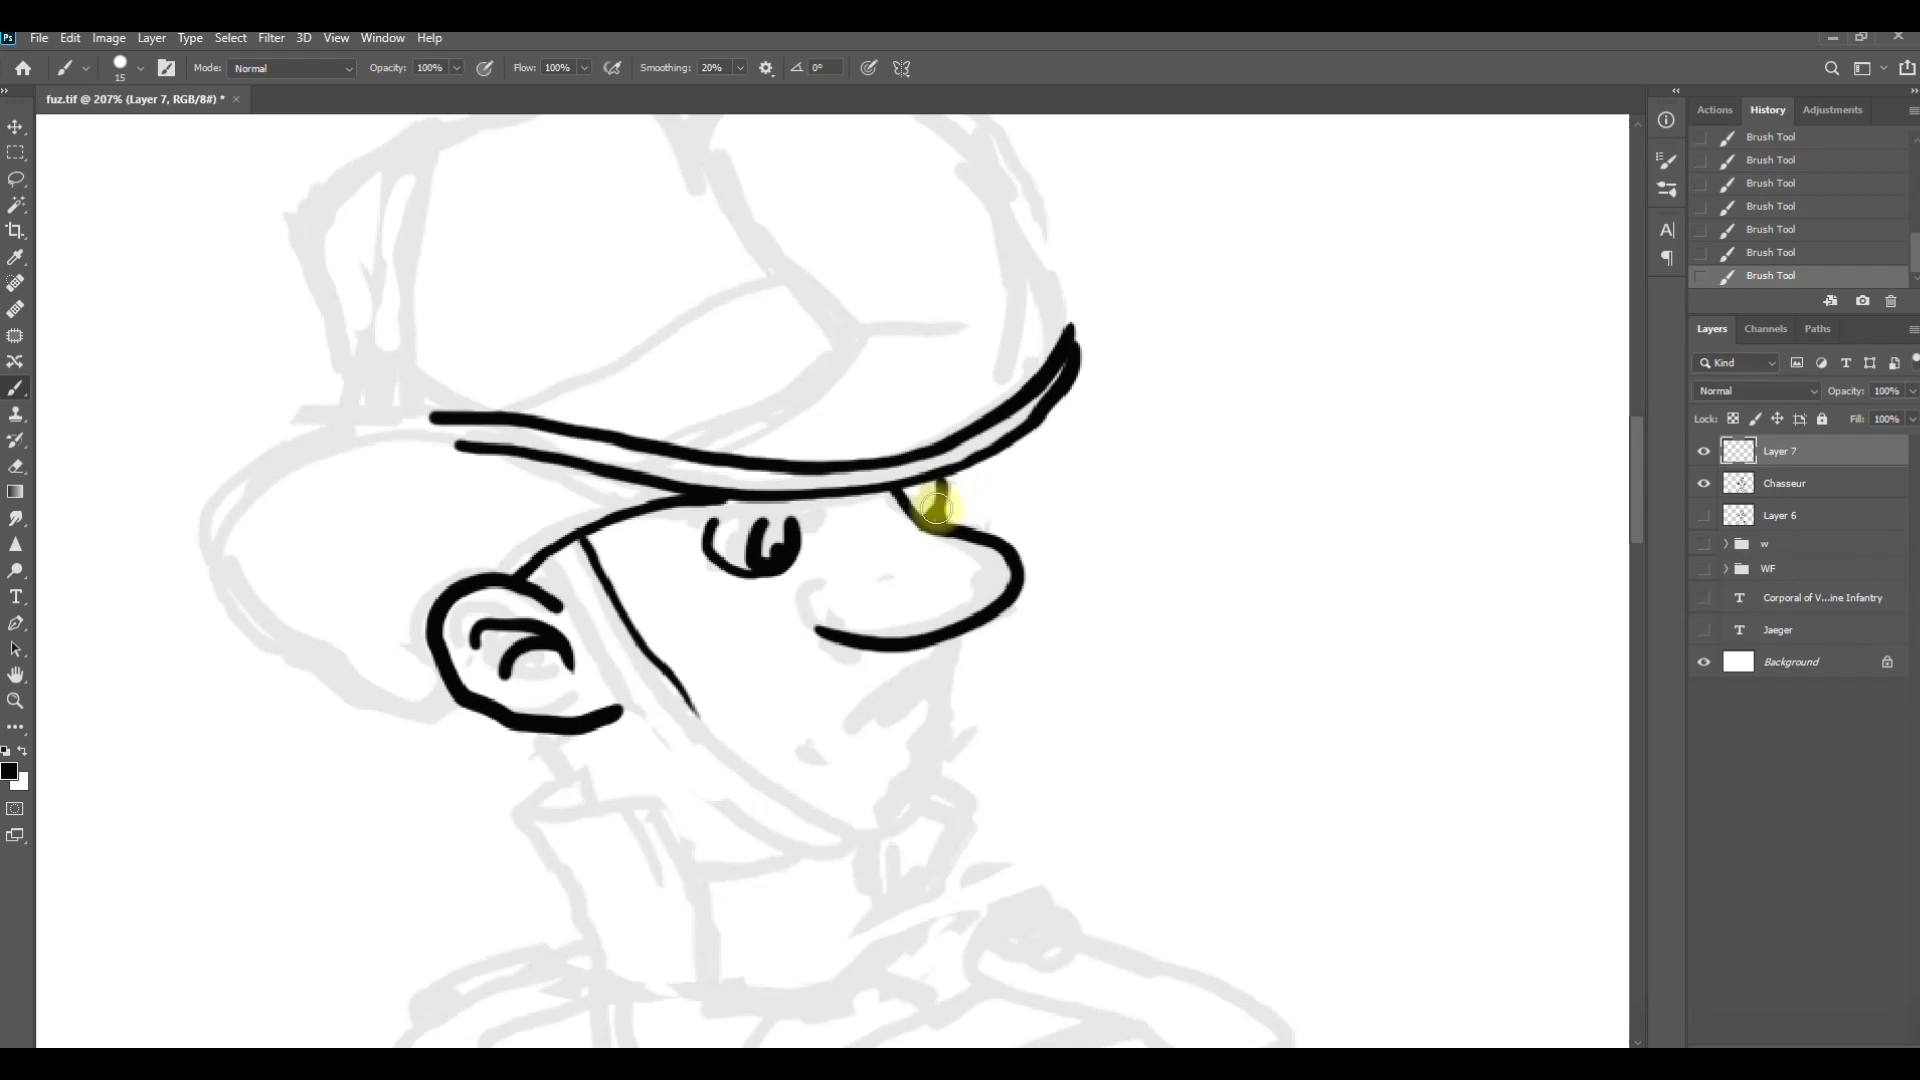 Ps File Edit Image Layer Type Select Filter 3D View Window Help
15 Mode: Normal Opacity: 100% Flow: 100% Smoothing: 20% 0°
fuz.tif @ 207% (Layer 7, RGB/8#) * ×
Actions History Adjustments
Brush Tool
Brush Tool
Brush Tool
Brush Tool
Brush Tool
Brush Tool
Brush Tool
Layers Channels Paths
Kind
Normal Opacity: 100%
Lock: Fill: 100%
Layer 7
Chasseur
Layer 6
w
WF
Corporal of V...ine Infantry
Jaeger
Background